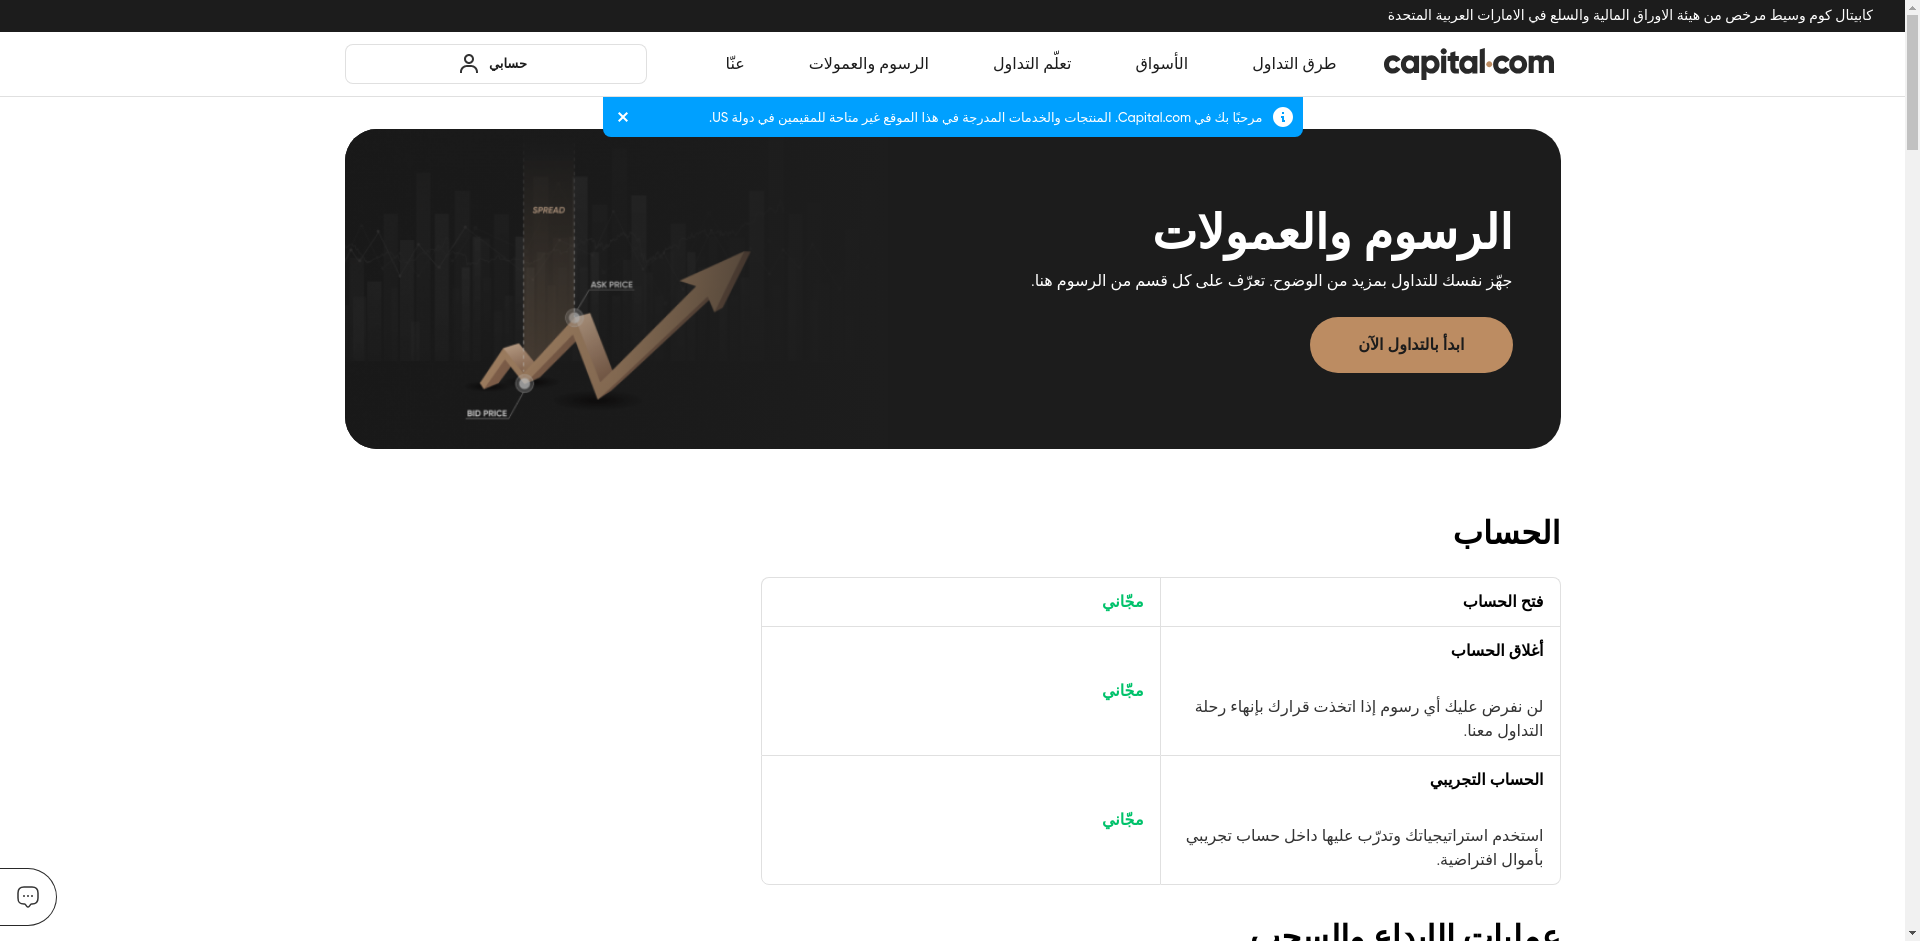 كابيتال كوم وسيط مرخص من هيئة الاوراق المالية والسلع في الامارات العربية المتحدة
capital.com
طرق التداول
الأسواق
تعلّم التداول
الرسوم والعمولات
عنّا
حسابي
مرحبًا بك في Capital.com. المنتجات والخدمات المدرجة في هذا الموقع غير متاحة للمقيمين في دولة US.
الرسوم والعمولات
جهّز نفسك للتداول بمزيد من الوضوح. تعرّف على كل قسم من الرسوم هنا.
ابدأ بالتداول الآن
SPREAD
ASK PRICE
BID PRICE
الحساب
فتح الحساب
مجّاني
أغلاق الحساب
لن نفرض عليك أي رسوم إذا اتخذت قرارك بإنهاء رحلة
التداول معنا.
مجّاني
الحساب التجريبي
استخدم استراتيجياتك وتدرّب عليها داخل حساب تجريبي
بأموال افتراضية.
مجّاني
عمليات الإيداع والسحب